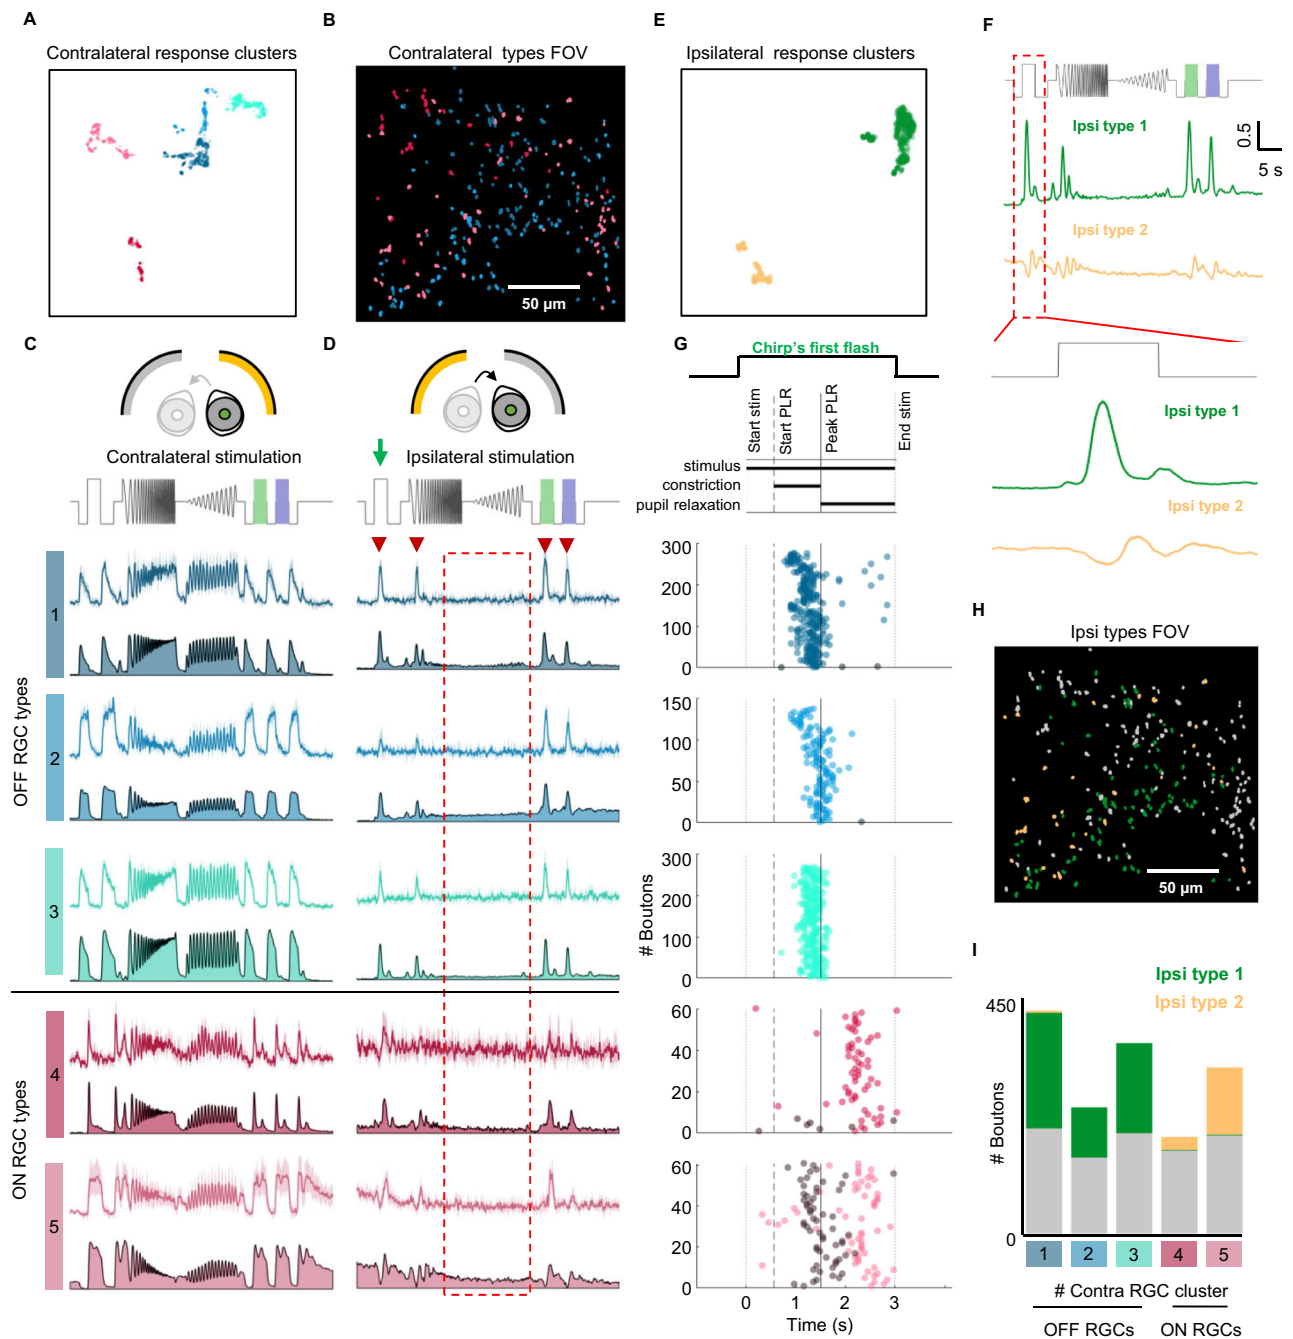 A
Contralateral response clusters
B
Contralateral types FOV
50 µm
E
Ipsilateral response clusters
F
Ipsi type 1
0.5
5 s
Ipsi type 2
Ipsi type 1
Ipsi type 2
C
Contralateral stimulation
D
Ipsilateral stimulation
OFF RGC types
1
2
3
ON RGC types
4
5
G
Chirp's first flash
Start stim
Start PLR
Peak PLR
End stim
stimulus
constriction
pupil relaxation
300
200
100
0
150
100
50
0
300
200
100
0
60
40
20
0
60
40
20
0
# Boutons
0 1 2 3
Time (s)
H
Ipsi types FOV
50 µm
I
Ipsi type 1
Ipsi type 2
450
0
# Boutons
1 2 3 4 5
# Contra RGC cluster
OFF RGCs ON RGCs